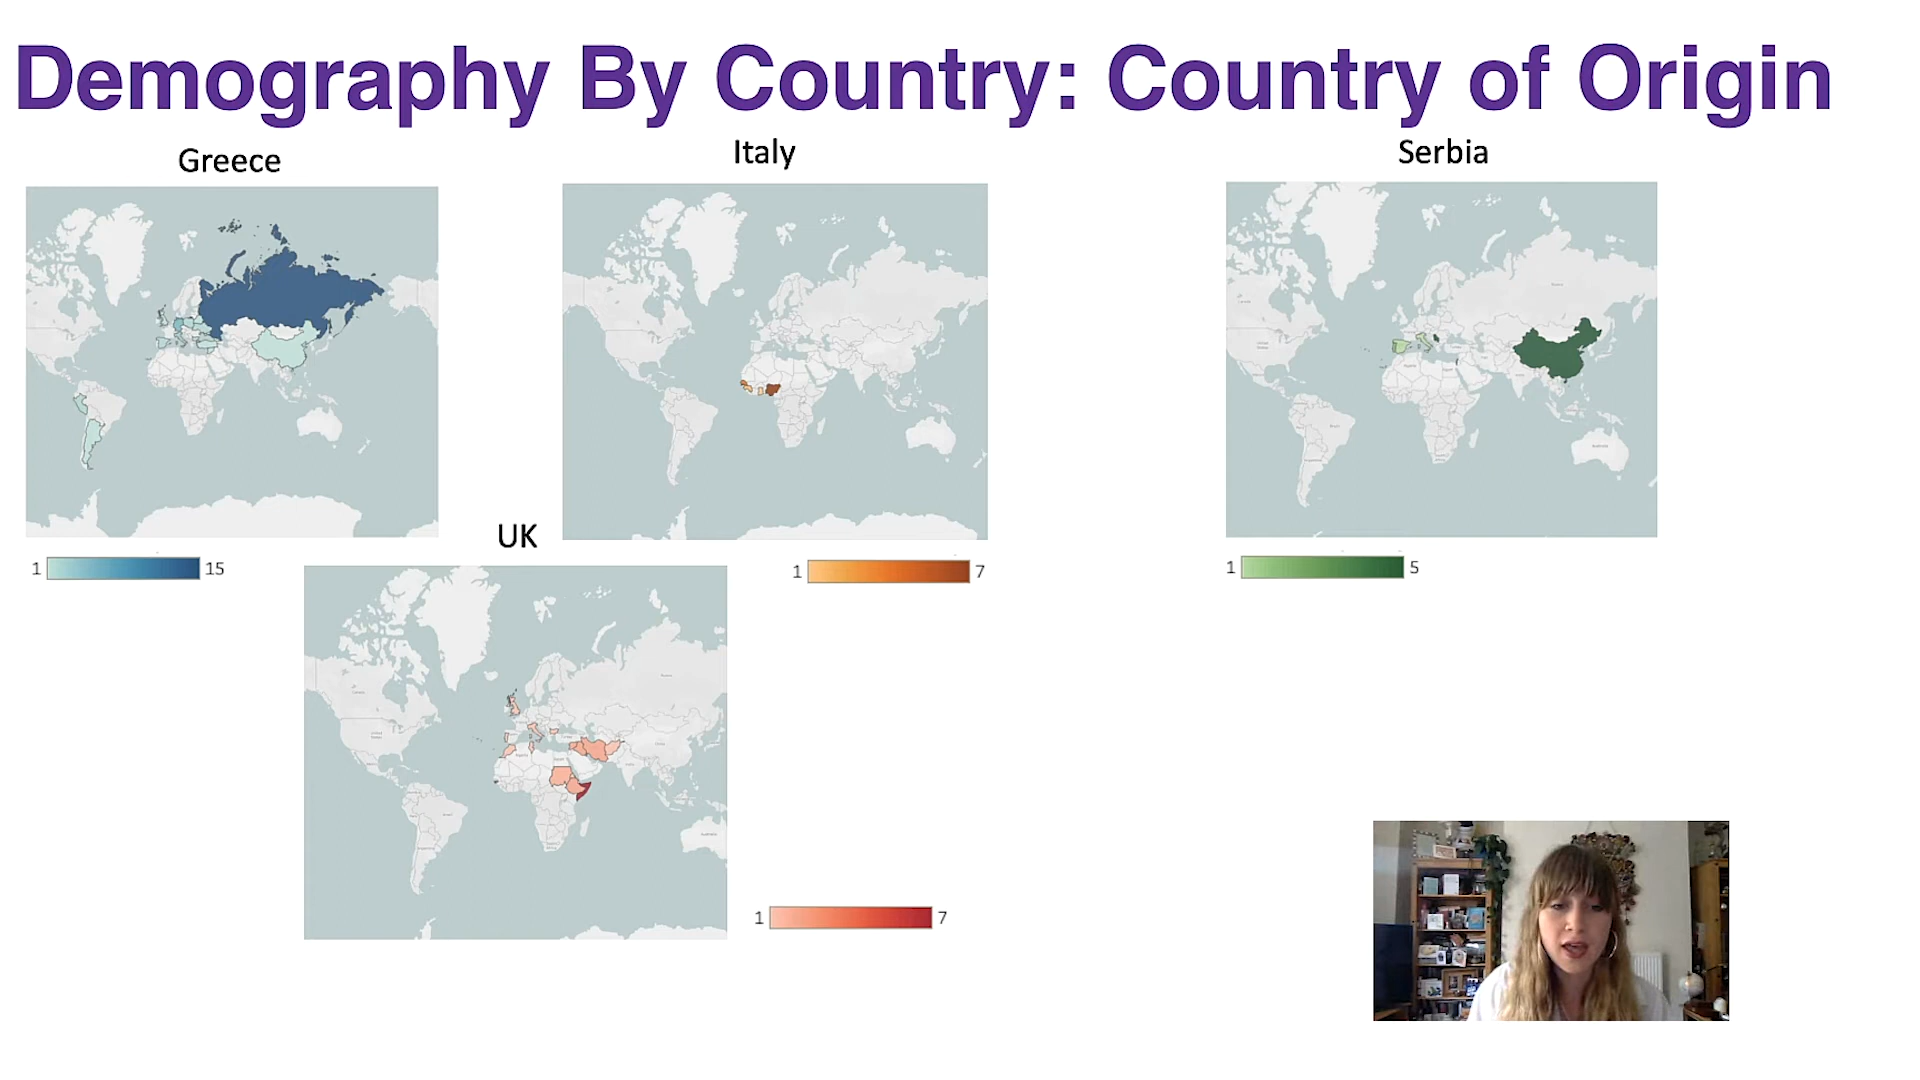 Demography By Country: Country of Origin
Greece
Italy
Serbia
1 15
UK
1 7
1 5
1 7